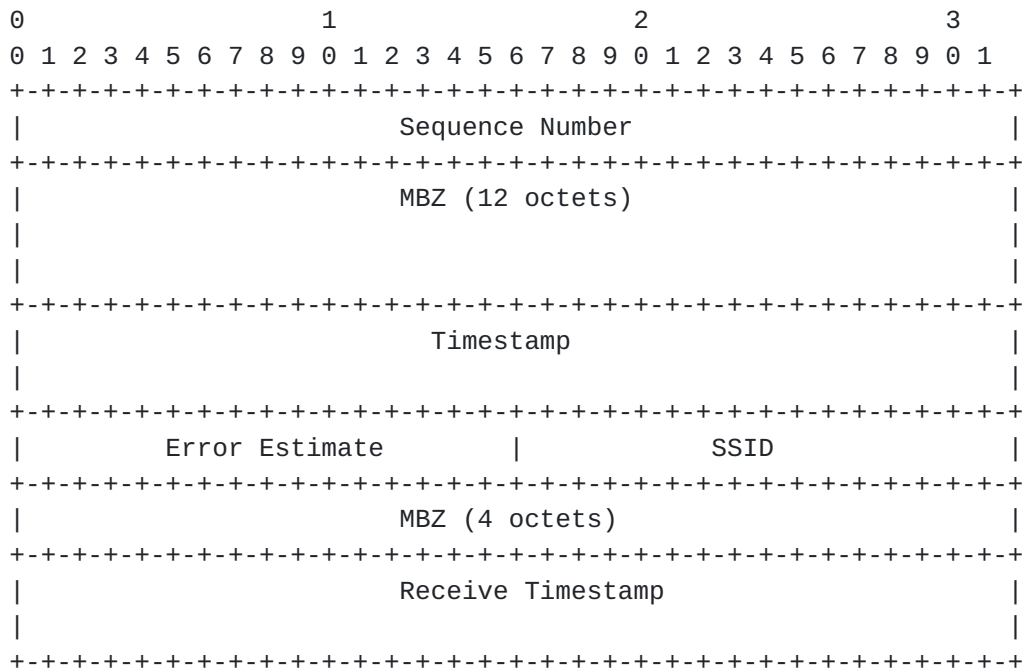 0                   1                   2                   3
0 1 2 3 4 5 6 7 8 9 0 1 2 3 4 5 6 7 8 9 0 1 2 3 4 5 6 7 8 9 0 1
+-+-+-+-+-+-+-+-+-+-+-+-+-+-+-+-+-+-+-+-+-+-+-+-+-+-+-+-+-+-+-+-+
|                        Sequence Number                        |
+-+-+-+-+-+-+-+-+-+-+-+-+-+-+-+-+-+-+-+-+-+-+-+-+-+-+-+-+-+-+-+-+
|                        MBZ (12 octets)                        |
|                                                               |
|                                                               |
+-+-+-+-+-+-+-+-+-+-+-+-+-+-+-+-+-+-+-+-+-+-+-+-+-+-+-+-+-+-+-+-+
|                          Timestamp                            |
|                                                               |
+-+-+-+-+-+-+-+-+-+-+-+-+-+-+-+-+-+-+-+-+-+-+-+-+-+-+-+-+-+-+-+-+
|         Error Estimate        |            SSID               |
+-+-+-+-+-+-+-+-+-+-+-+-+-+-+-+-+-+-+-+-+-+-+-+-+-+-+-+-+-+-+-+-+
|                        MBZ (4 octets)                         |
+-+-+-+-+-+-+-+-+-+-+-+-+-+-+-+-+-+-+-+-+-+-+-+-+-+-+-+-+-+-+-+-+
|                        Receive Timestamp                      |
|                                                               |
+-+-+-+-+-+-+-+-+-+-+-+-+-+-+-+-+-+-+-+-+-+-+-+-+-+-+-+-+-+-+-+-+